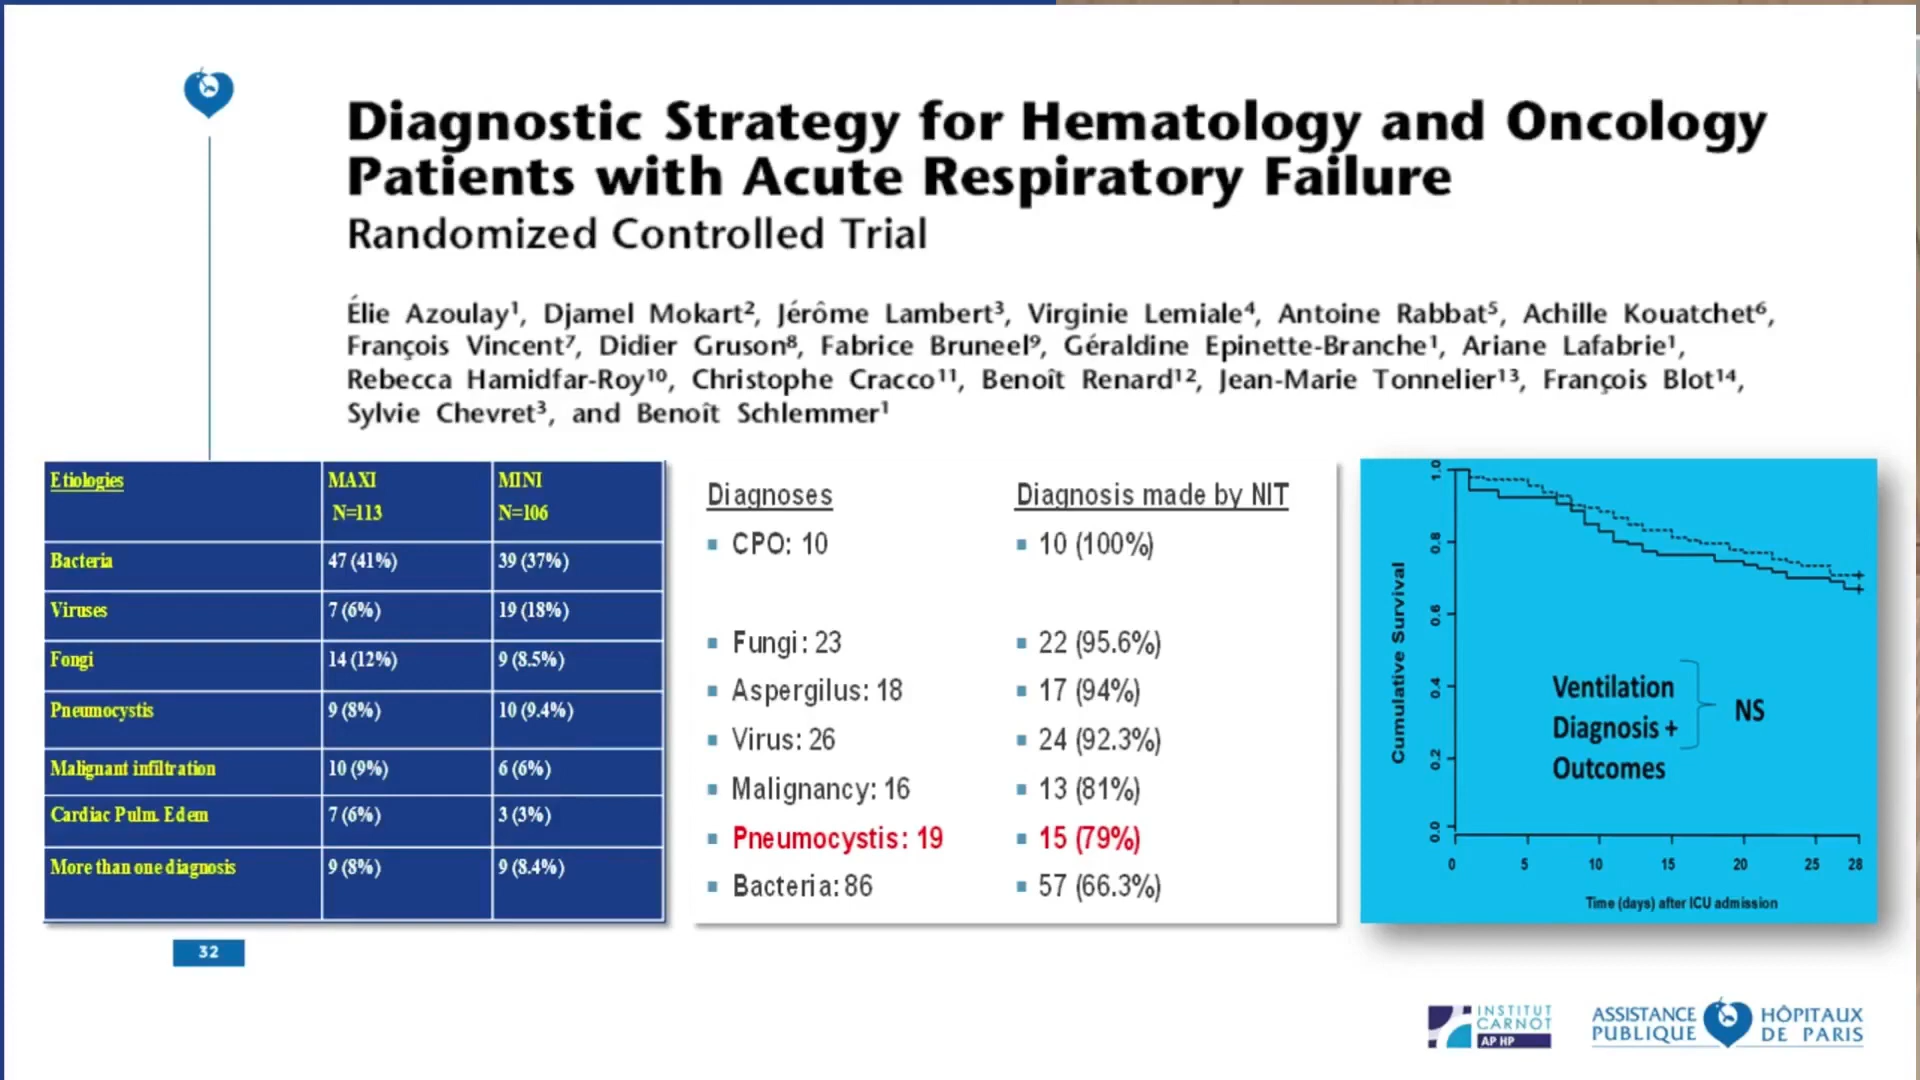 Diagnostic Strategy for Hematology and Oncology
Patients with Acute Respiratory Failure
Randomized Controlled Trial
Élie Azoulay¹, Djamel Mokart², Jérôme Lambert³, Virginie Lemiale⁴, Antoine Rabbat⁵, Achille Kouatchet⁶,
François Vincent⁷, Didier Gruson⁸, Fabrice Bruneel⁹, Géraldine Epinette-Branche¹, Ariane Lafabrie¹,
Rebecca Hamidfar-Roy¹⁰, Christophe Cracco¹¹, Benoît Renard¹², Jean-Marie Tonnelier¹³, François Blot¹⁴,
Sylvie Chevret³, and Benoît Schlemmer¹
Etiologies MAXI N=113 MINI N=106
Bacteria 47 (41%) 39 (37%)
Viruses 7 (6%) 19 (18%)
Fongi 14 (12%) 9 (8.5%)
Pneumocystis 9 (8%) 10 (9.4%)
Malignant infiltration 10 (9%) 6 (6%)
Cardiac Pulm. Edem 7 (6%) 3 (3%)
More than one diagnosis 9 (8%) 9 (8.4%)
Diagnoses Diagnosis made by NIT
▪ CPO: 10 ▪ 10 (100%)
▪ Fungi: 23 ▪ 22 (95.6%)
▪ Aspergilus: 18 ▪ 17 (94%)
▪ Virus: 26 ▪ 24 (92.3%)
▪ Malignancy: 16 ▪ 13 (81%)
▪ Pneumocystis: 19 ▪ 15 (79%)
▪ Bacteria: 86 ▪ 57 (66.3%)
Cumulative Survival
1.0
0.8
0.6
0.4
0.2
0.0
Ventilation
Diagnosis +
Outcomes
NS
0 5 10 15 20 25 28
Time (days) after ICU admission
32
INSTITUT
CARNOT
AP HP
ASSISTANCE HÔPITAUX
PUBLIQUE DE PARIS